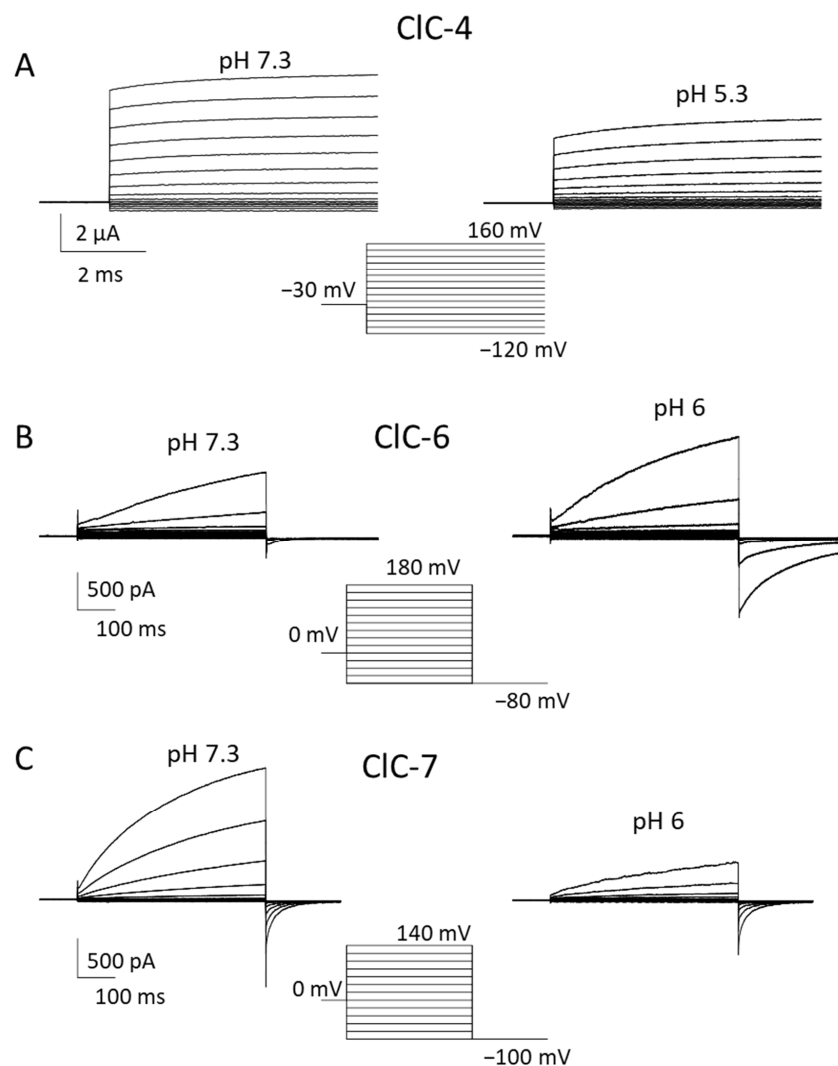 ClC-4
A
pH 7.3
pH 5.3
2 µA
2 ms
160 mV
−30 mV
−120 mV
B
pH 7.3
ClC-6
pH 6
500 pA
100 ms
180 mV
0 mV
−80 mV
C
pH 7.3
ClC-7
pH 6
500 pA
100 ms
140 mV
0 mV
−100 mV